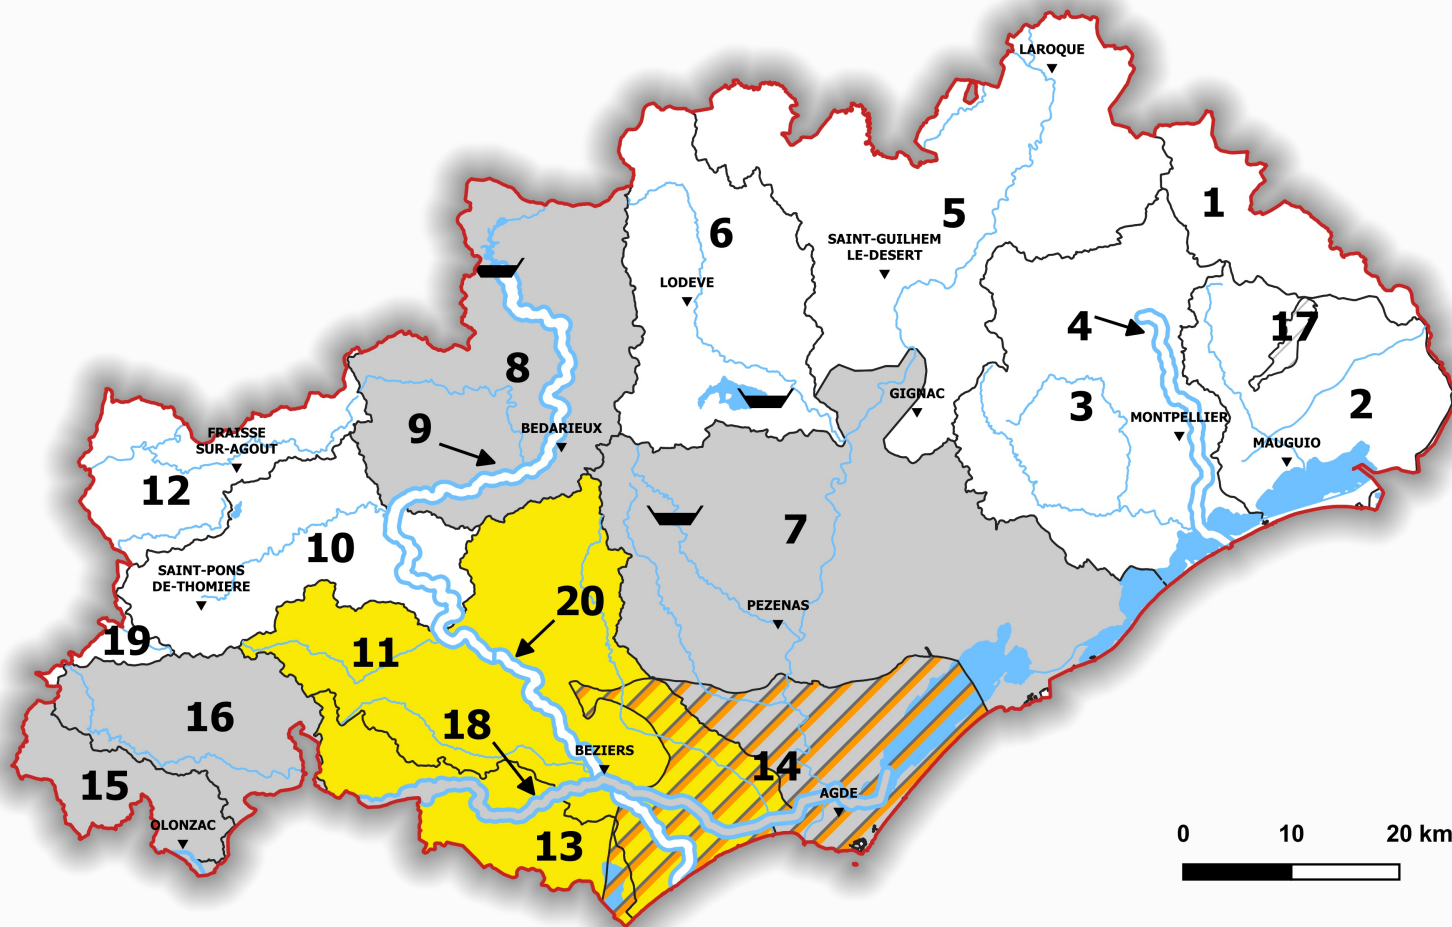 LAROQUE
1
5
6
SAINT-GUILHEM
LE-DESERT
LODEVE
4
17
8
GIGNAC
3
2
9
BEDARIEUX
MONTPELLIER
MAUGUIO
FRAISSE
SUR-AGOUT
12
7
10
SAINT-PONS
DE-THOMIERE
20
PEZENAS
19
11
16
18
BEZIERS
14
15
AGDE
OLONZAC
13
0 10 20 km